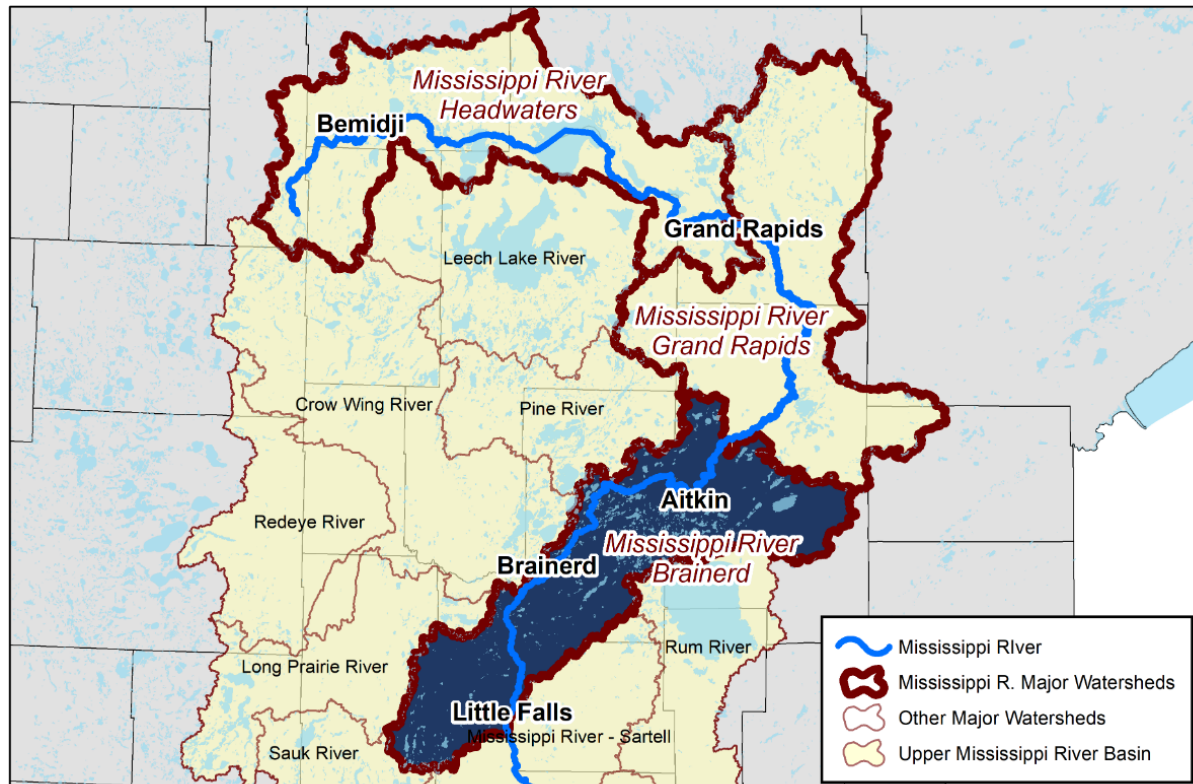 Mississippi River
Headwaters
Bemidji
Grand Rapids
Leech Lake River
Mississippi River
Grand Rapids
Crow Wing River
Pine River
Aitkin
Redeye River
Mississippi River
Brainerd
Brainerd
Rum River
Long Prairie River
Little Falls
Mississippi River - Sartell
Sauk River
Mississippi RIver
Mississippi R. Major Watersheds
Other Major Watersheds
Upper Mississippi River Basin